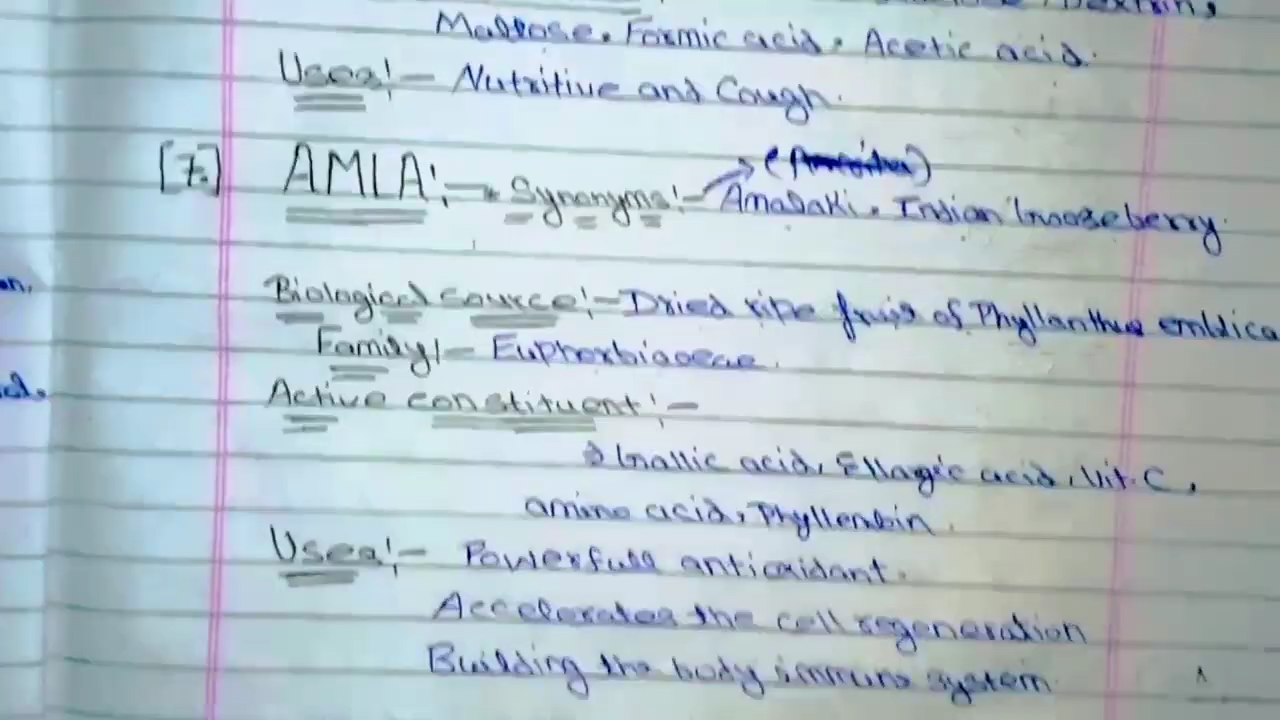 Maltose, Formic acid, Acetic acid.
Uses:- Nutritive and Cough.
[7.] AMLA:- Synonyms:- Amalaki, Indian Gooseberry.
on.
Biological source:- Dried ripe fruit of Phyllanthus emblica
Family:- Euphorbiaceae.
Active constituent:-
Gallic acid, Ellagic acid, Vit. C,
amino acid, Phyllembin.
Uses:- Powerfull antioxidant.
Accelerates the cell regeneration
Building the body immune system